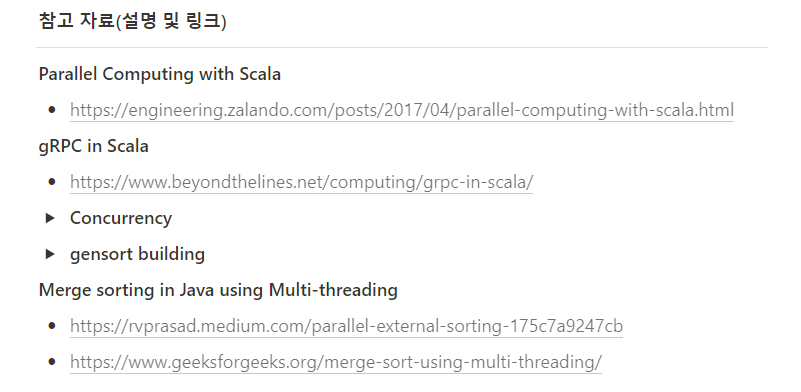 참고 자료(설명 및 링크)
Parallel Computing with Scala
• https://engineering.zalando.com/posts/2017/04/parallel-computing-with-scala.html
gRPC in Scala
• https://www.beyondthelines.net/computing/grpc-in-scala/
▶ Concurrency
▶ gensort building
Merge sorting in Java using Multi-threading
• https://rvprasad.medium.com/parallel-external-sorting-175c7a9247cb
• https://www.geeksforgeeks.org/merge-sort-using-multi-threading/